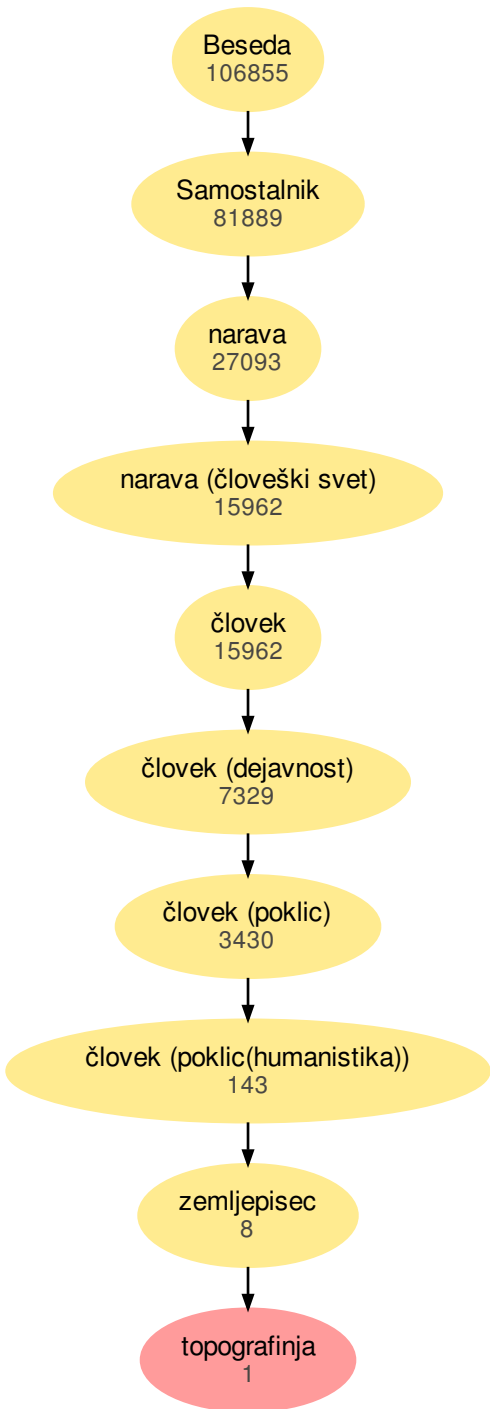 Beseda
106855
Samostalnik
81889
narava
27093
narava (človeški svet)
15962
človek
15962
človek (dejavnost)
7329
človek (poklic)
3430
človek (poklic(humanistika))
143
zemljepisec
8
topografinja
1